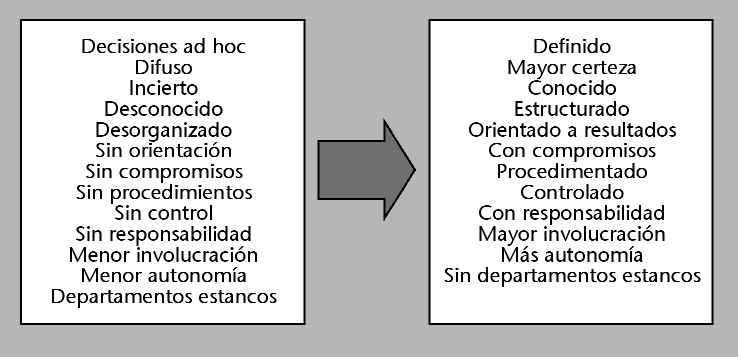 Decisiones ad hoc
Difuso
Incierto
Desconocido
Desorganizado
Sin orientación
Sin compromisos
Sin procedimientos
Sin control
Sin responsabilidad
Menor involucración
Menor autonomía
Departamentos estancos
Definido
Mayor certeza
Conocido
Estructurado
Orientado a resultados
Con compromisos
Procedimentado
Controlado
Con responsabilidad
Mayor involucración
Más autonomía
Sin departamentos estancos